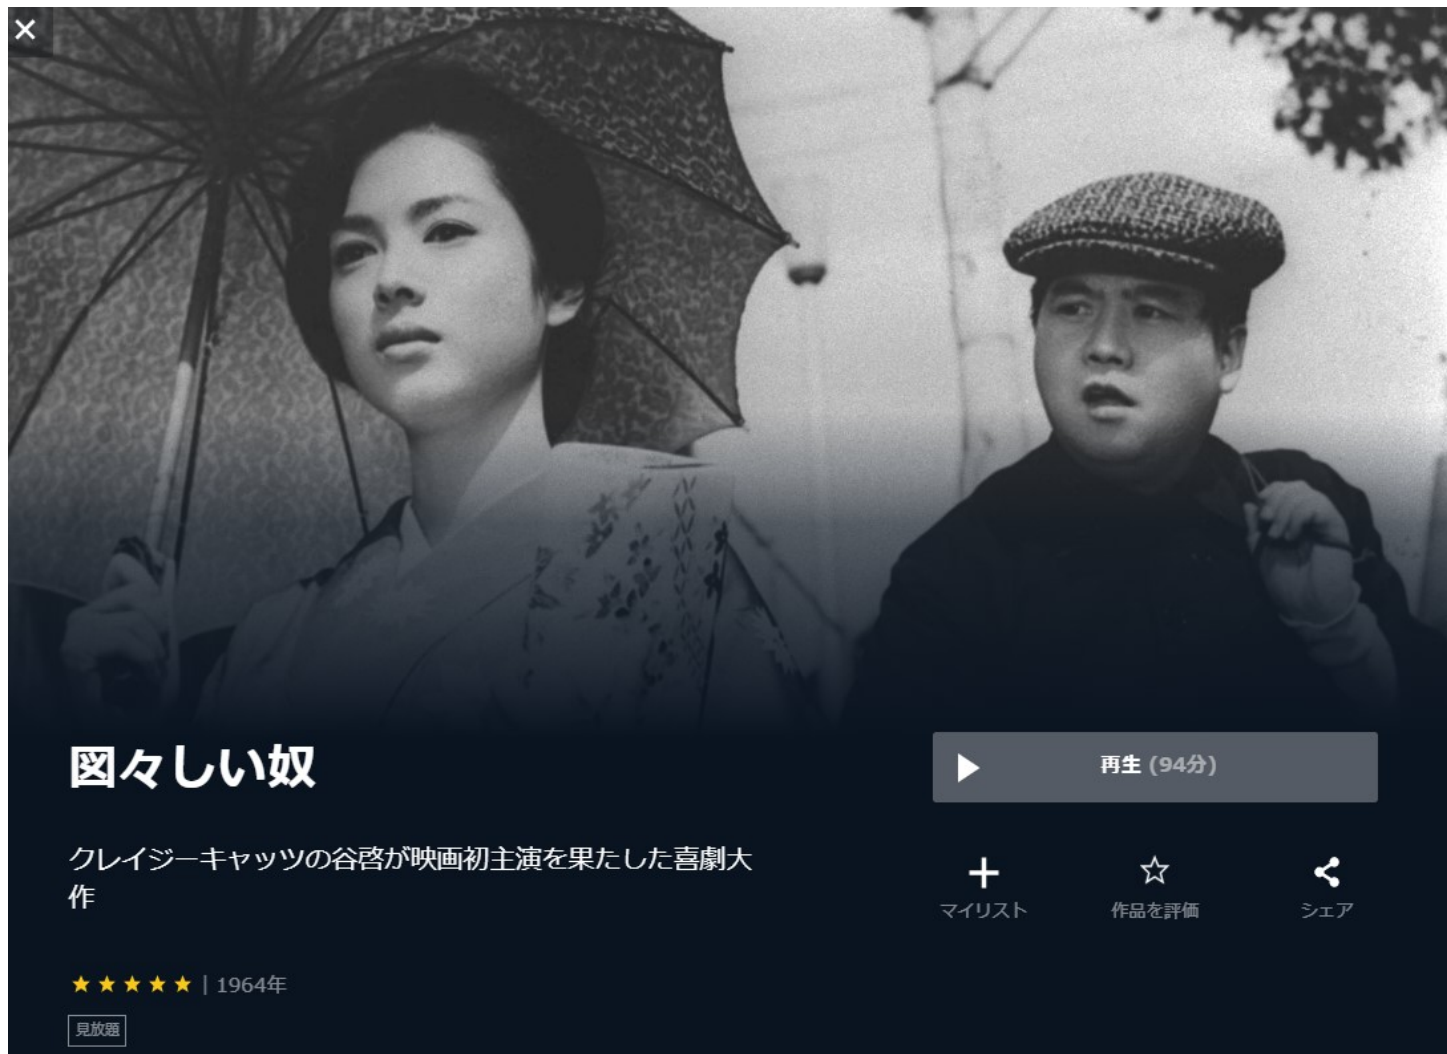 図々しい奴
再生 (94分)
クレイジーキャッツの谷啓が映画初主演を果たした喜劇大
作
マイリスト
作品を評価
シェア
★★★★★ | 1964年
見放題